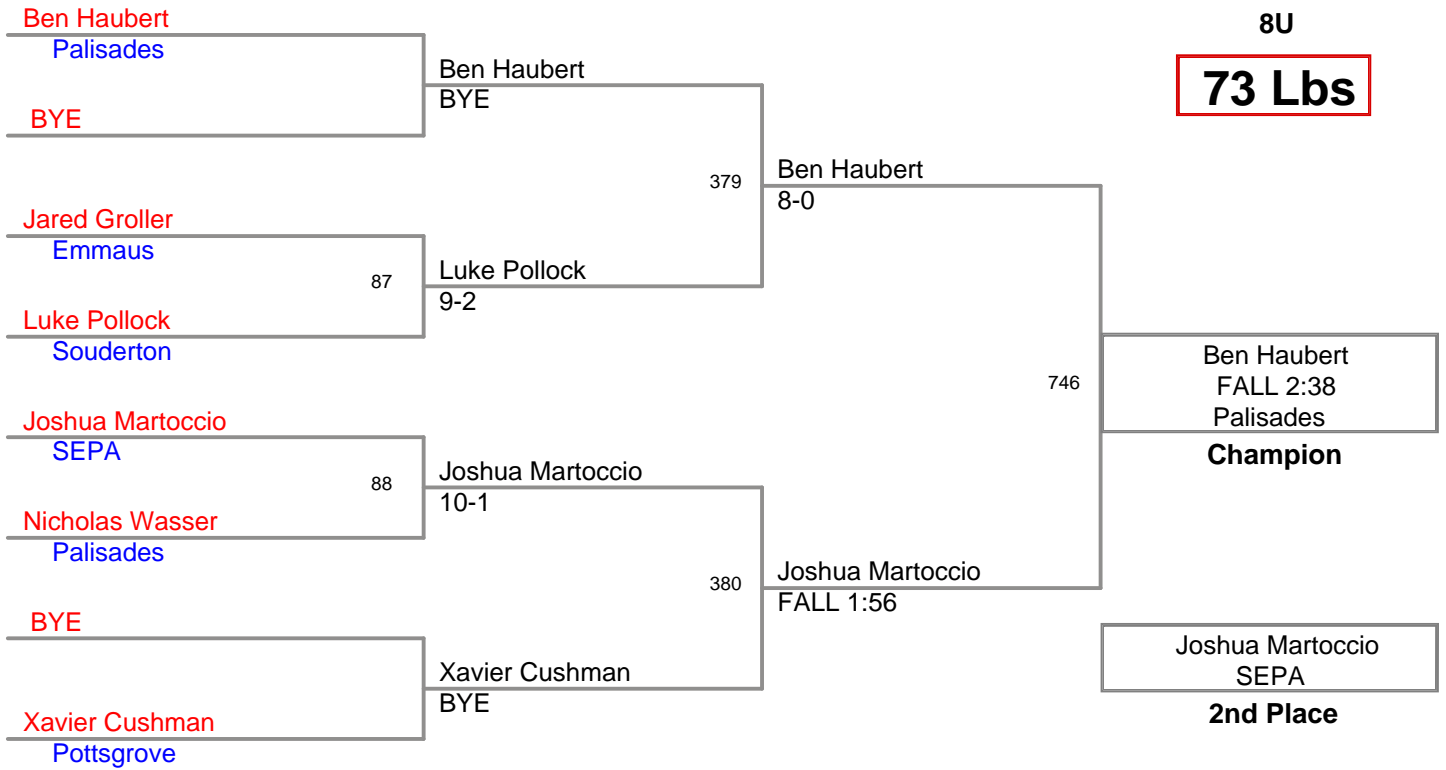 Ben Haubert
Palisades
BYE
Jared Groller
Emmaus
87
Luke Pollock
Souderton
Joshua Martoccio
SEPA
88
Nicholas Wasser
Palisades
BYE
Xavier Cushman
Pottsgrove
Ben Haubert
BYE
379
Luke Pollock
9-2
Joshua Martoccio
10-1
380
Xavier Cushman
BYE
Ben Haubert
8-0
746
Joshua Martoccio
FALL 1:56
8U
73 Lbs
Ben Haubert
FALL 2:38
Palisades
Champion
Joshua Martoccio
SEPA
2nd Place